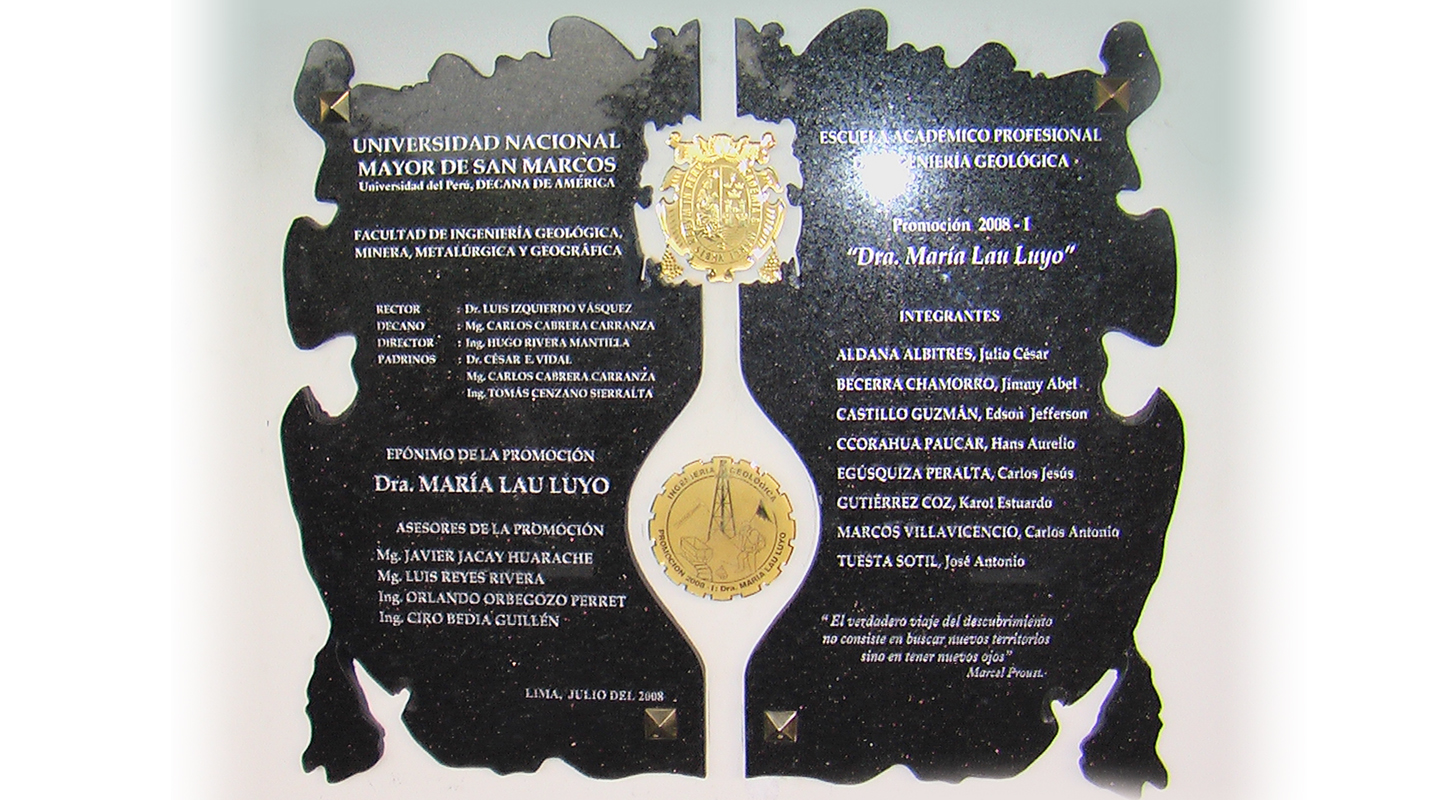 UNIVERSIDAD NACIONAL
MAYOR DE SAN MARCOS
Universidad del Perú, DECANA DE AMÉRICA
FACULTAD DE INGENIERÍA GEOLÓGICA,
MINERA, METALÚRGICA Y GEOGRÁFICA
RECTOR : Dr. LUIS IZQUIERDO VÁSQUEZ
DECANO : Mg. CARLOS CABRERA CARRANZA
DIRECTOR : Ing. HUGO RIVERA MANTILLA
PADRINOS : Dr. CÉSAR E. VIDAL
Mg. CARLOS CABRERA CARRANZA
Ing. TOMÁS CENZANO SIERRALTA
EPÓNIMO DE LA PROMOCIÓN
Dra. MARÍA LAU LUYO
ASESORES DE LA PROMOCIÓN
Mg. JAVIER JACAY HUARACHE
Mg. LUIS REYES RIVERA
Ing. ORLANDO ORBEGOZO PERRET
Ing. CIRO BEDIA GUILLÉN
LIMA, JULIO DEL 2008
INGENIERIA GEOLOGICA
PROMOCION 2008 - I : Dra. MARIA LAU LUYO
ESCUELA ACADÉMICO PROFESIONAL
GEOLÓGICA
Promoción 2008 - I
"Dra. María Lau Luyo"
INTEGRANTES
ALDANA ALBITRES, Julio César
BECERRA CHAMORRO, Jimmy Abel
CASTILLO GUZMÁN, Edson Jefferson
CCORAHUA PAUCAR, Hans Aurelio
EGÚSQUIZA PERALTA, Carlos Jesús
GUTIÉRREZ COZ, Karol Estuardo
MARCOS VILLAVICENCIO, Carlos Antonio
TUESTA SOTIL, José Antonio
"El verdadero viaje del descubrimiento
no consiste en buscar nuevos territorios
sino en tener nuevos ojos"
Marcel Proust.